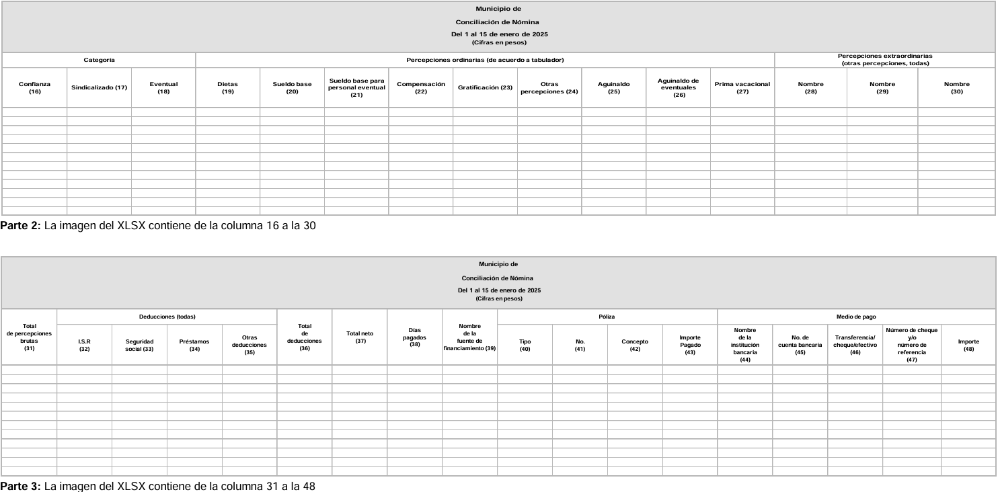 Municipio de
Conciliación de Nómina
Del 1 al 15 de enero de 2025
(Cifras en pesos)
Categoría
Percepciones ordinarias (de acuerdo a tabulador)
Percepciones extraordinarias
(otras percepciones, todas)
Confianza
(16)
Sindicalizado (17)
Eventual
(18)
Dietas
(19)
Sueldo base
(20)
Sueldo base para
personal eventual
(21)
Compensación
(22)
Gratificación (23)
Otras
percepciones (24)
Aguinaldo
(25)
Aguinaldo de
eventuales
(26)
Prima vacacional
(27)
Nombre
(28)
Nombre
(29)
Nombre
(30)
Parte 2: La imagen del XLSX contiene de la columna 16 a la 30
Municipio de
Conciliación de Nómina
Del 1 al 15 de enero de 2025
(Cifras en pesos)
Total
de percepciones
brutas
(31)
Deducciones (todas)
I.S.R
(32)
Seguridad
social (33)
Préstamos
(34)
Otras
deducciones
(35)
Total
de
deducciones
(36)
Total neto
(37)
Días
pagados
(38)
Nombre
de la
fuente de
financiamiento (39)
Póliza
Tipo
(40)
No.
(41)
Concepto
(42)
Importe
Pagado
(43)
Medio de pago
Nombre
de la
institución
bancaria
(44)
No. de
cuenta bancaria
(45)
Transferencia/
cheque/efectivo
(46)
Número de cheque
y/o
número de
referencia
(47)
Importe
(48)
Parte 3: La imagen del XLSX contiene de la columna 31 a la 48